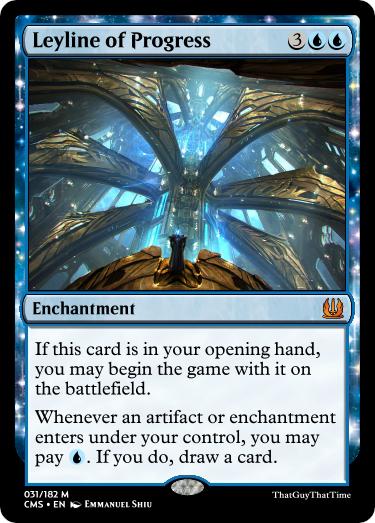 Leyline of Progress 3
Enchantment
If this card is in your opening hand,
you may begin the game with it on
the battlefield.
Whenever an artifact or enchantment
enters under your control, you may
pay . If you do, draw a card.
031/182 M
CMS • EN Emmanuel Shiu
ThatGuyThatTime